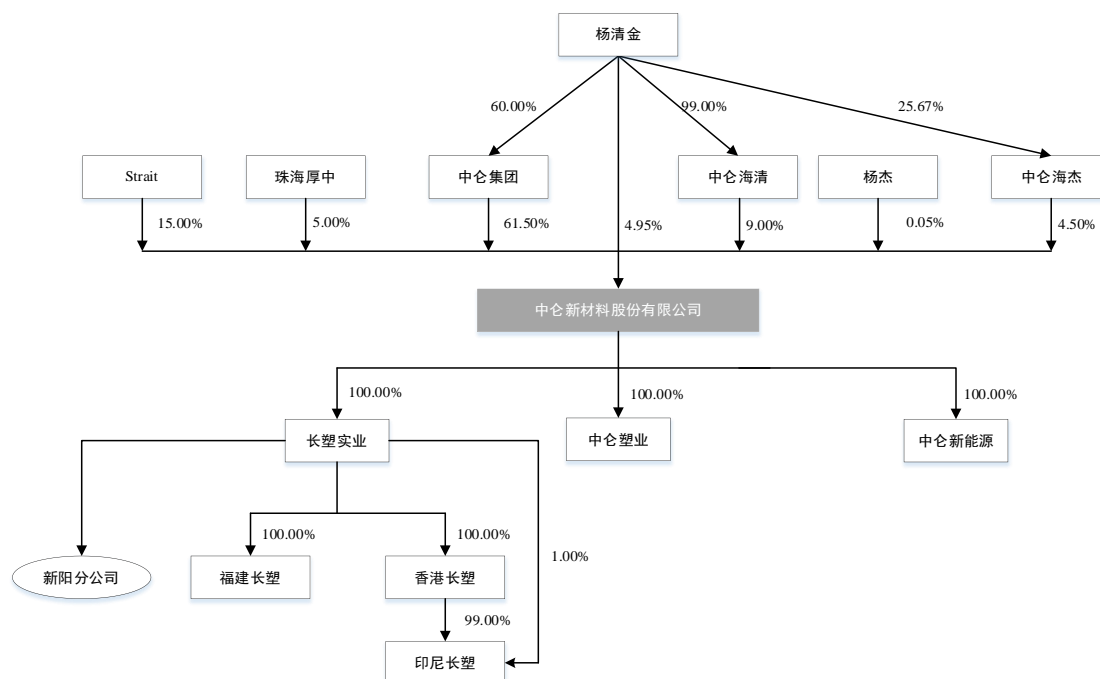 杨清金
60.00%
99.00%
25.67%
Strait
珠海厚中
中仑集团
中仑海清
杨杰
中仑海杰
15.00%
5.00%
61.50%
4.95%
9.00%
0.05%
4.50%
中仑新材料股份有限公司
100.00%
100.00%
100.00%
长塑实业
中仑塑业
中仑新能源
100.00%
100.00%
1.00%
新阳分公司
福建长塑
香港长塑
99.00%
印尼长塑